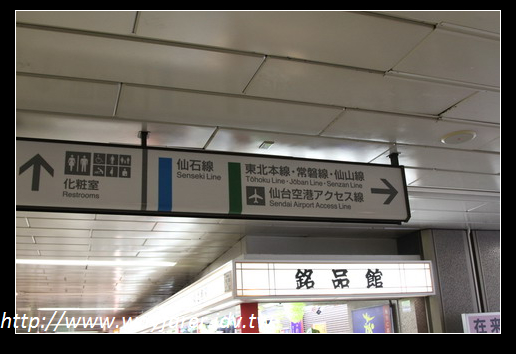 化粧室
Restrooms
仙石線
Senseki Line
東北本線・常磐線・仙山線
Tōhoku Line・Jōban Line・Senzan Line
仙台空港アクセス線
Sendai Airport Access Line
銘品館
在来